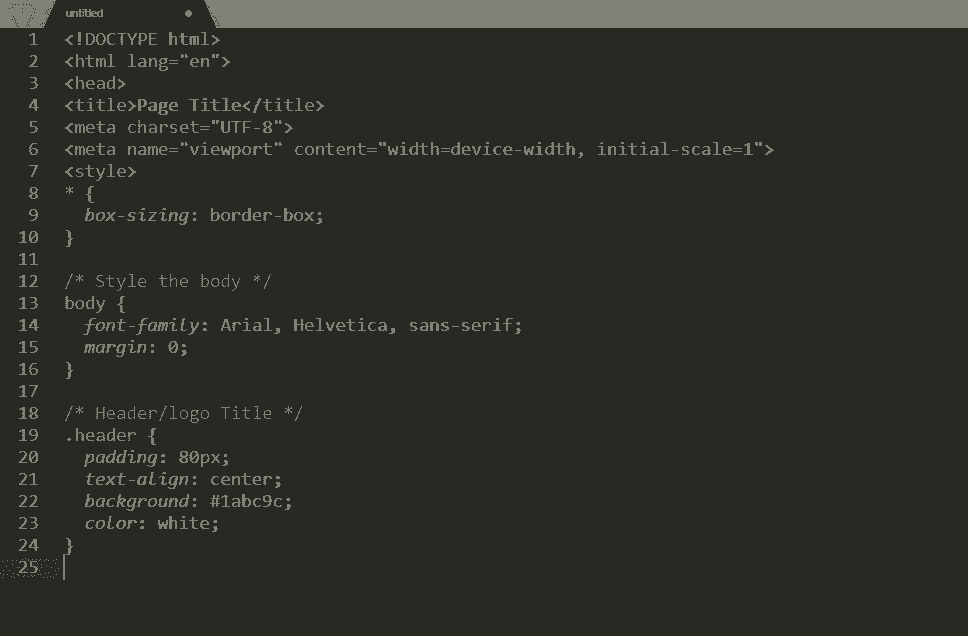 untitled
1 <!DOCTYPE html>
2 <html lang="en">
3 <head>
4 <title>Page Title</title>
5 <meta charset="UTF-8">
6 <meta name="viewport" content="width=device-width, initial-scale=1">
7 <style>
8 * {
9   box-sizing: border-box;
10 }
11
12 /* Style the body */
13 body {
14   font-family: Arial, Helvetica, sans-serif;
15   margin: 0;
16 }
17
18 /* Header/logo Title */
19 .header {
20   padding: 80px;
21   text-align: center;
22   background: #1abc9c;
23   color: white;
24 }
25